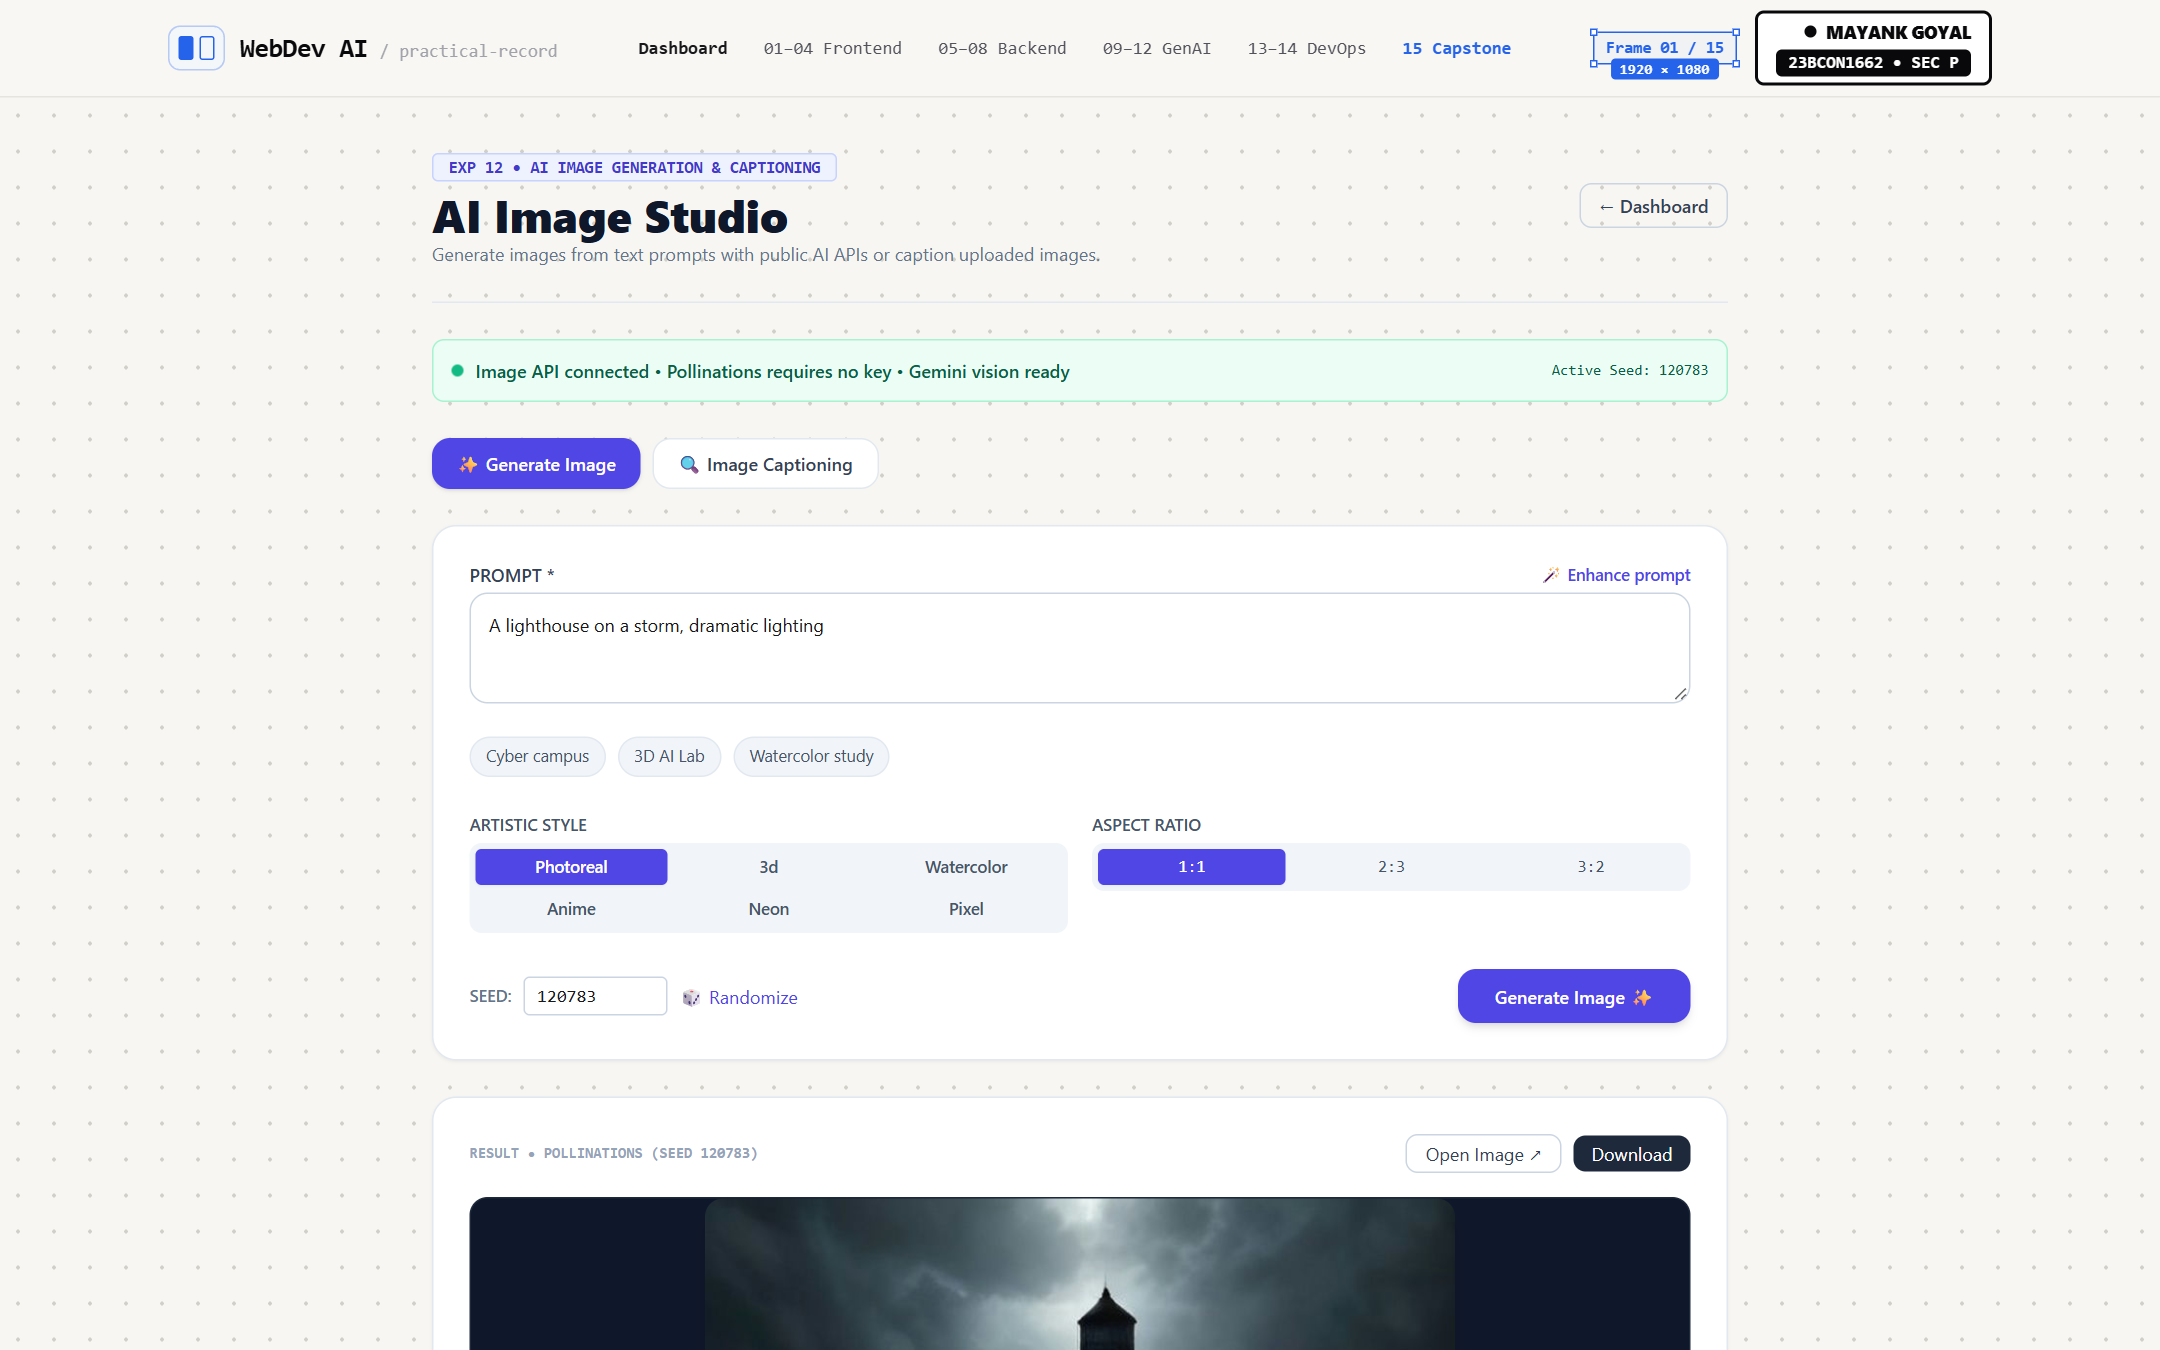 WebDev AI / practical-record
Dashboard
01–04 Frontend
05–08 Backend
09–12 GenAI
13–14 DevOps
15 Capstone
Frame 01 / 15
1920 × 1080
● MAYANK GOYAL
23BCON1662 • SEC P
EXP 12 • AI IMAGE GENERATION & CAPTIONING
AI Image Studio
Generate images from text prompts with public AI APIs or caption uploaded images.
← Dashboard
Image API connected • Pollinations requires no key • Gemini vision ready
Active Seed: 120783
✨ Generate Image
🔍 Image Captioning
PROMPT *
🪄 Enhance prompt
A lighthouse on a storm, dramatic lighting
Cyber campus
3D AI Lab
Watercolor study
ARTISTIC STYLE
Photoreal
3d
Watercolor
Anime
Neon
Pixel
ASPECT RATIO
1:1
2:3
3:2
SEED:
120783
🎲 Randomize
Generate Image ✨
RESULT • POLLINATIONS (SEED 120783)
Open Image ↗
Download